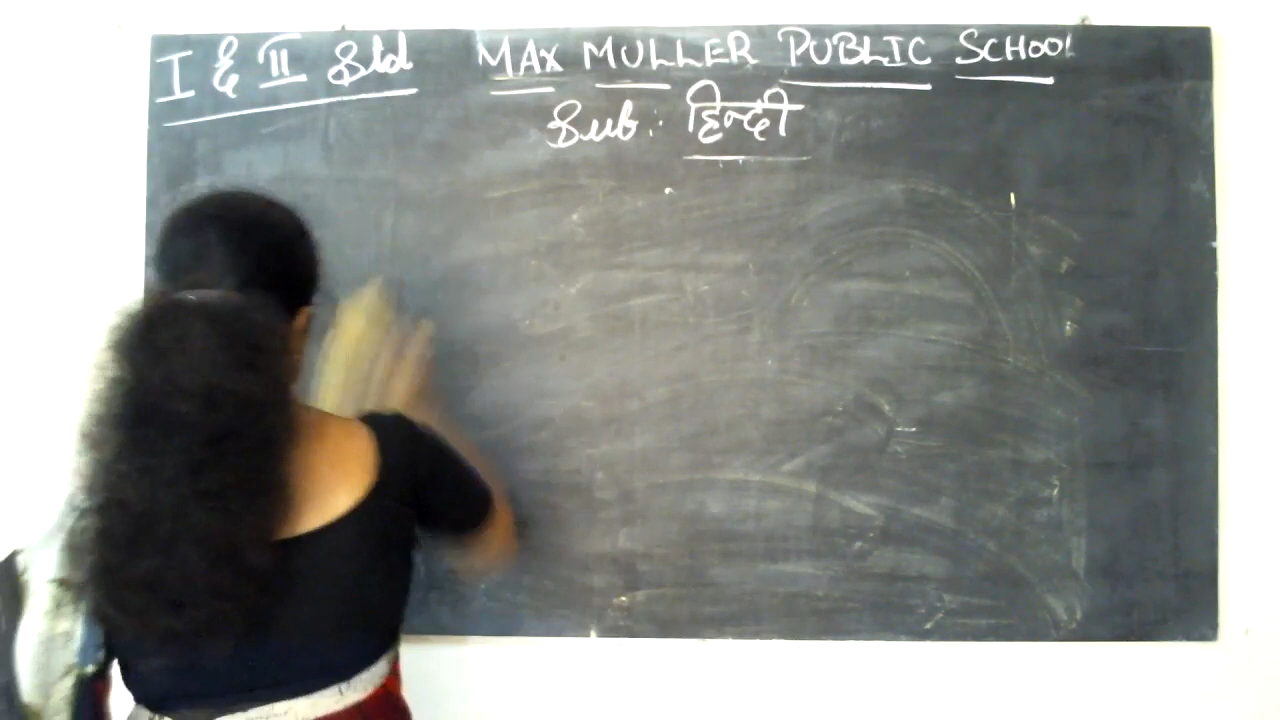 I & II Std MAX MULLER PUBLIC SCHOOL
Sub: हिन्दी